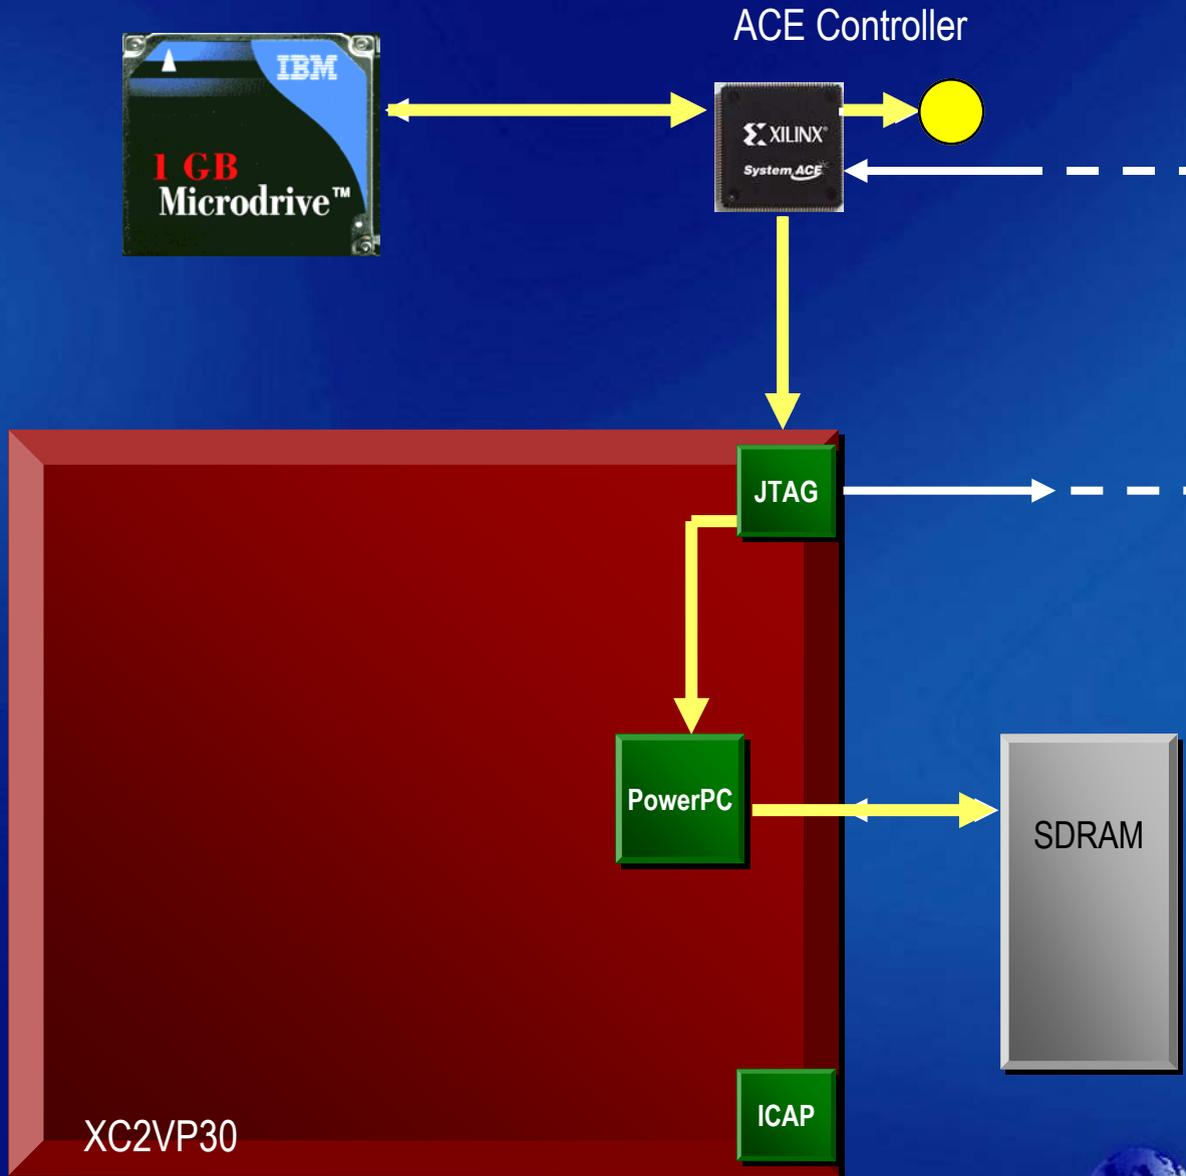 ACE Controller
IBM
1 GB
Microdrive™
XILINX®
System ACE
JTAG
PowerPC
SDRAM
ICAP
XC2VP30